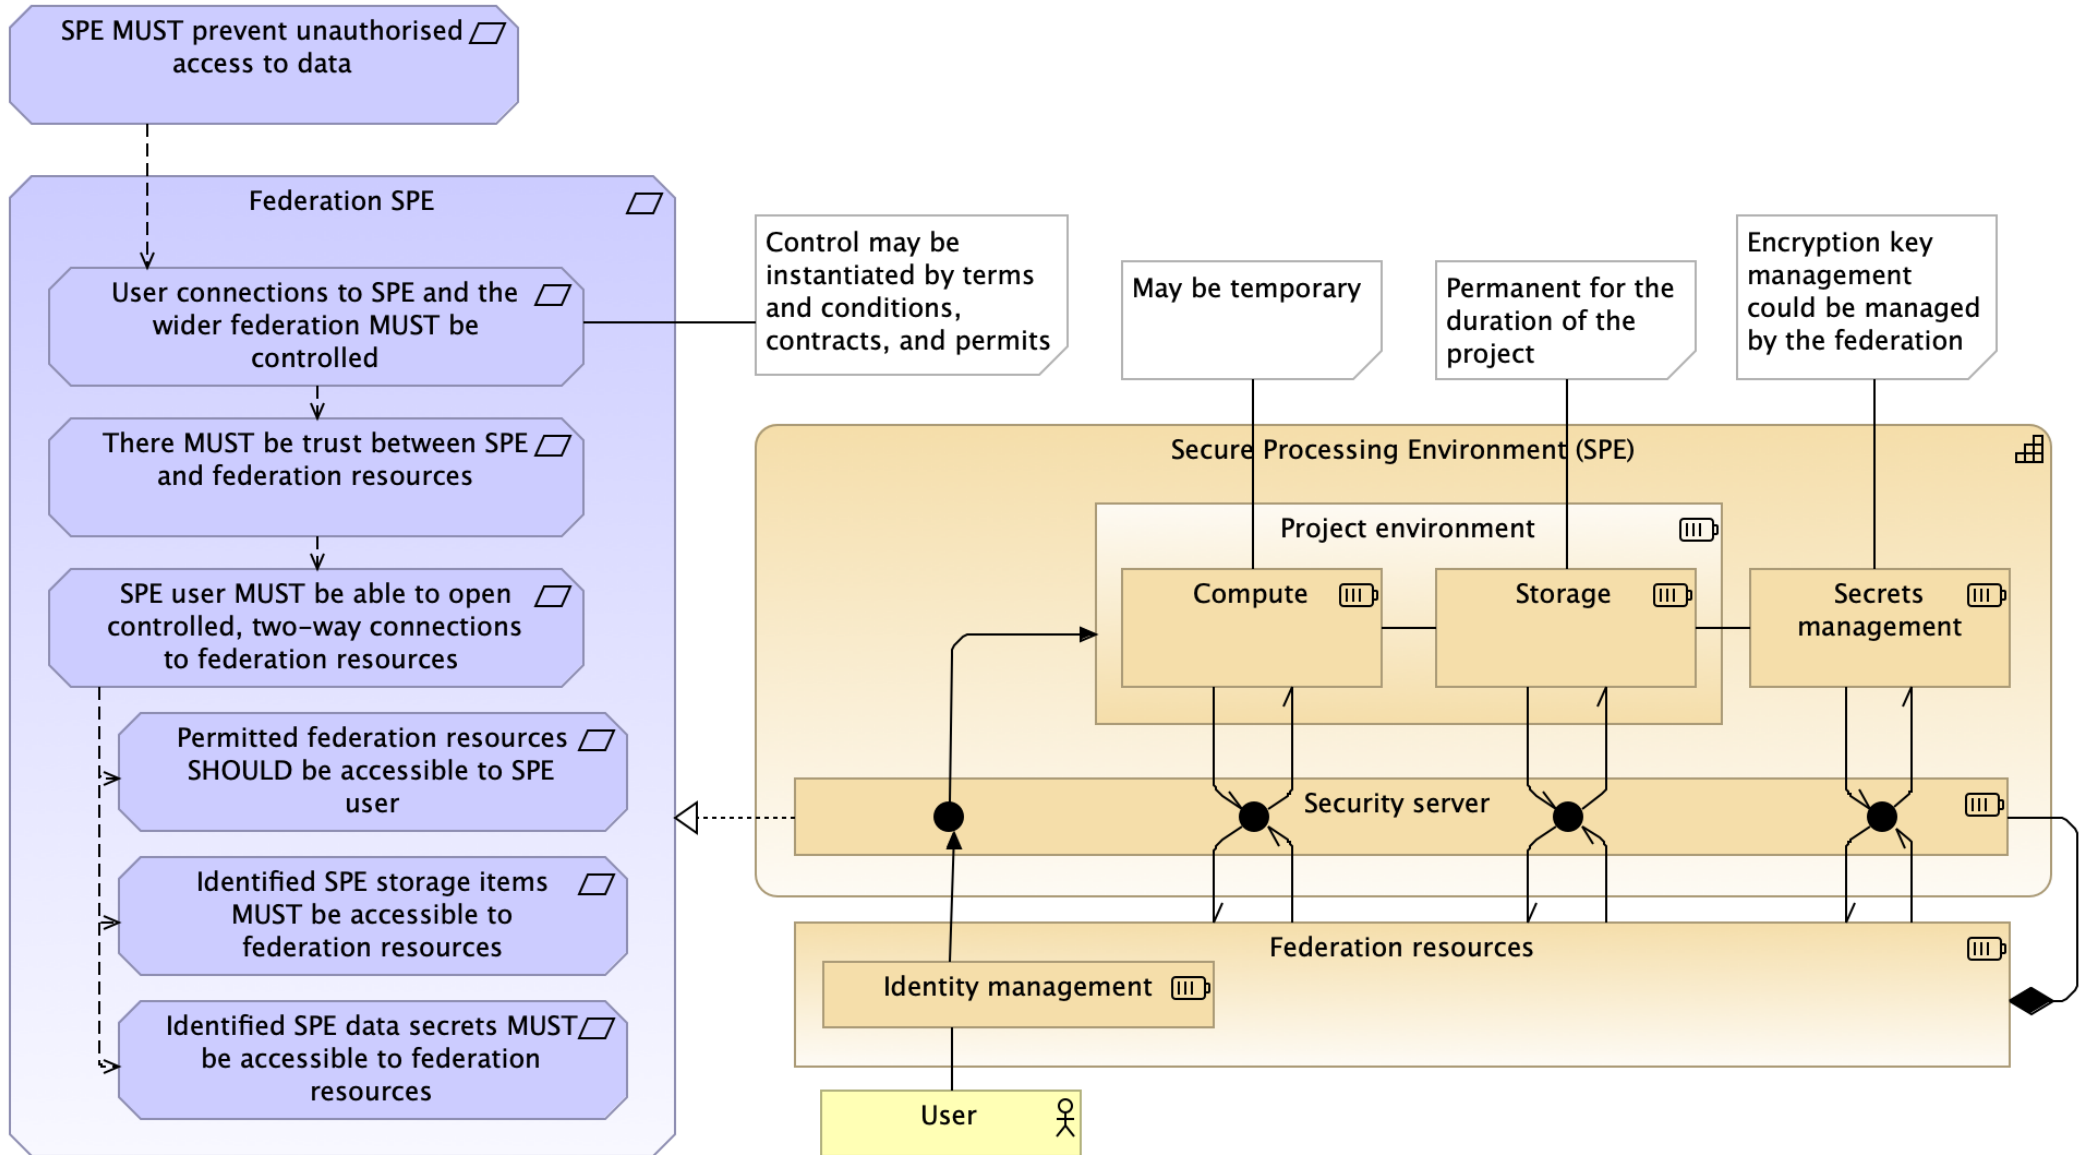 SPE MUST prevent unauthorised
access to data
Federation SPE
User connections to SPE and the
wider federation MUST be
controlled
There MUST be trust between SPE
and federation resources
SPE user MUST be able to open
controlled, two-way connections
to federation resources
Permitted federation resources
SHOULD be accessible to SPE
user
Identified SPE storage items
MUST be accessible to
federation resources
Identified SPE data secrets MUST
be accessible to federation
resources
Control may be
instantiated by terms
and conditions,
contracts, and permits
May be temporary
Permanent for the
duration of the
project
Encryption key
management
could be managed
by the federation
Secure Processing Environment (SPE)
Project environment
Compute
Storage
Secrets
management
Security server
Federation resources
Identity management
User